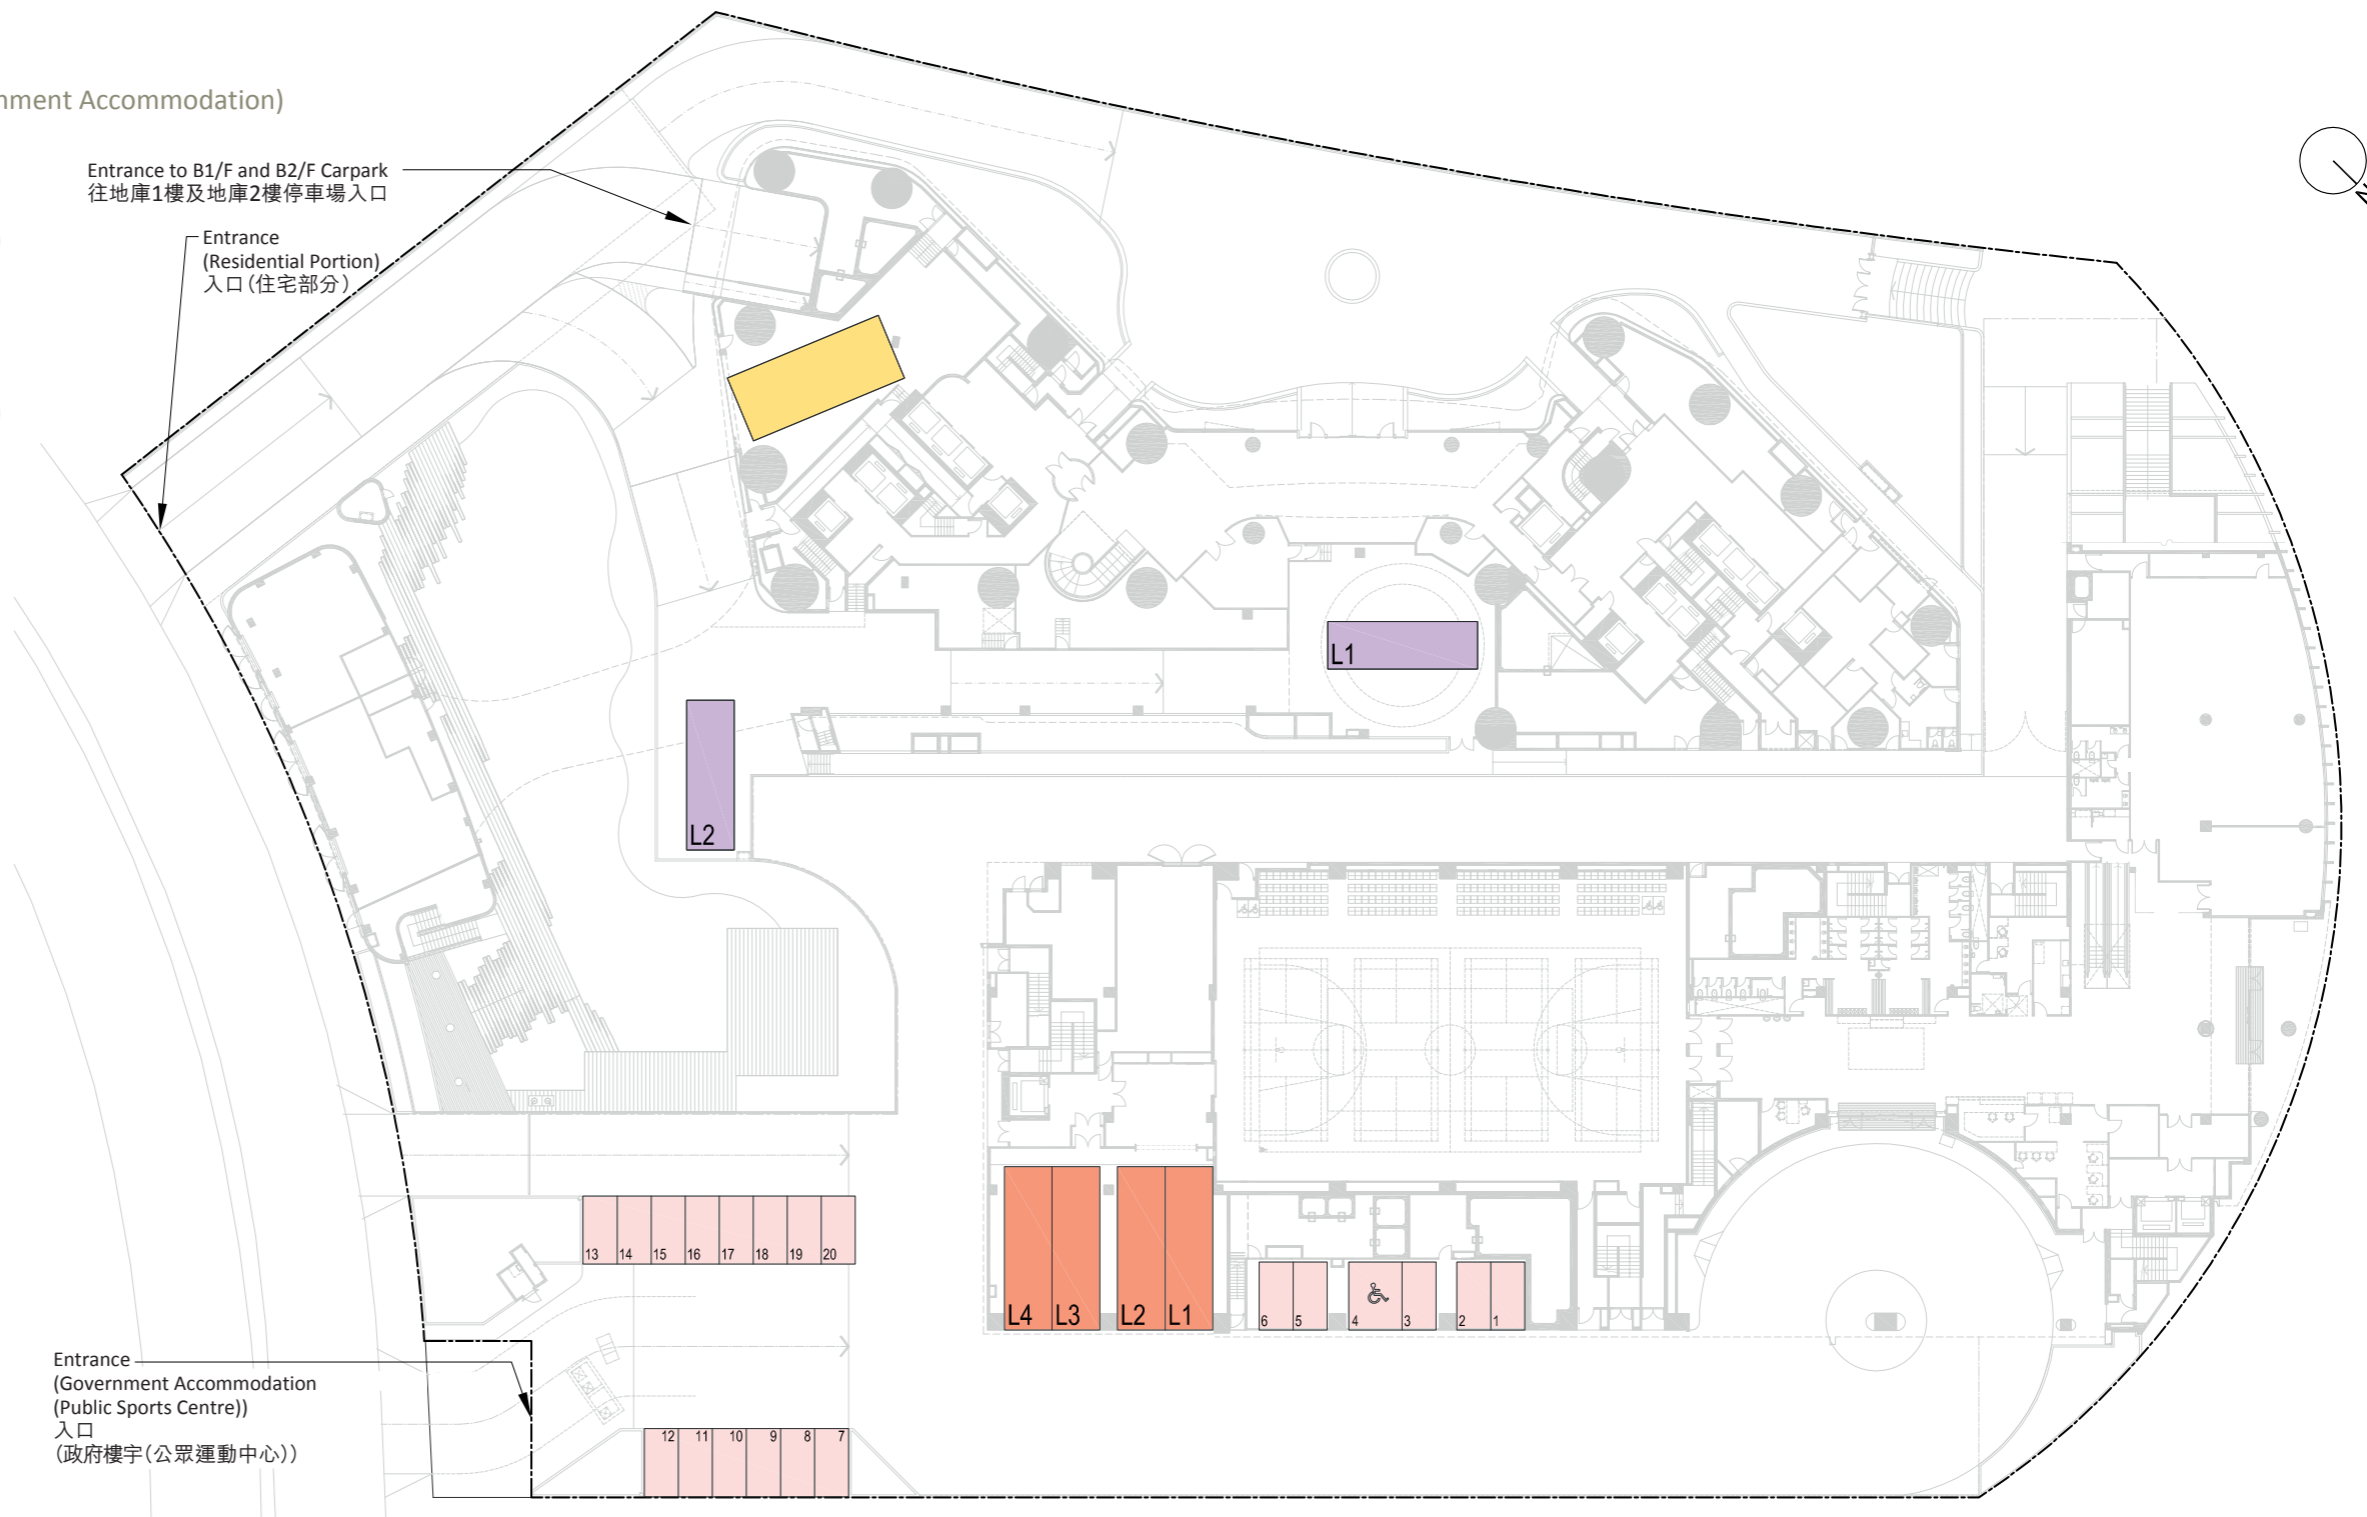 nment Accommodation)
Entrance to B1/F and B2/F Carpark
往地庫1樓及地庫2樓停車場入口
Entrance
(Residential Portion)
入口(住宅部分)
N
L1
L2
13 14 15 16 17 18 19 20
L4 L3 L2 L1
6 5 4 3 2 1
Entrance
(Government Accommodation
(Public Sports Centre))
入口
(政府樓宇(公眾運動中心))
12 11 10 9 8 7